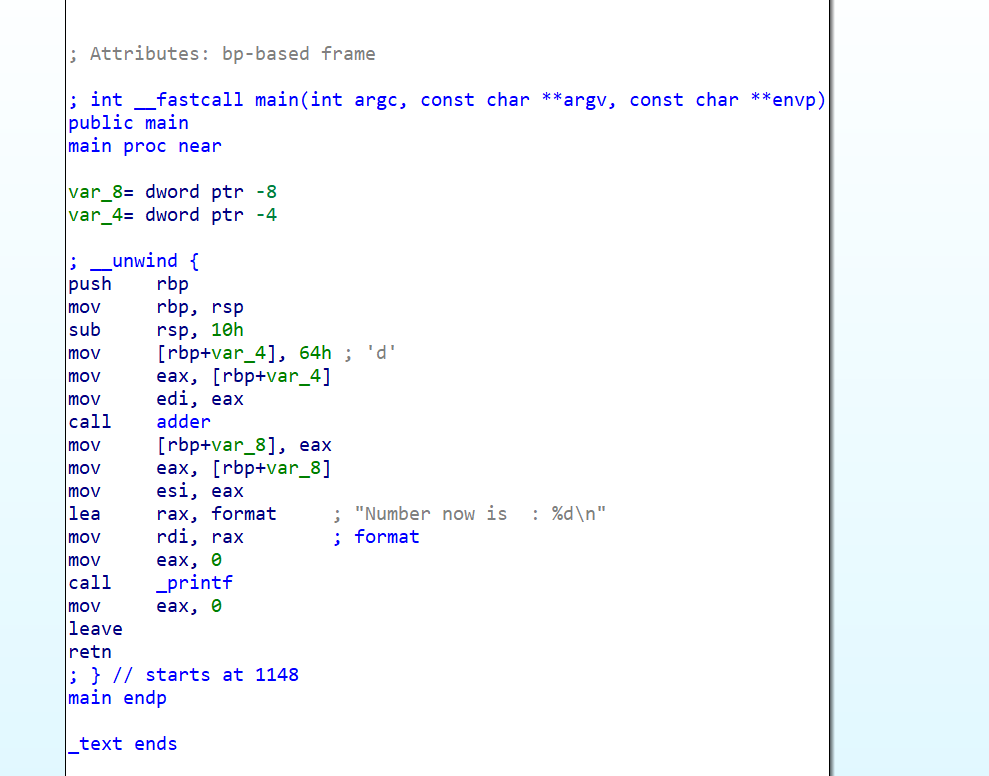 ; Attributes: bp-based frame
; int __fastcall main(int argc, const char **argv, const char **envp)
public main
main proc near
var_8= dword ptr -8
var_4= dword ptr -4
; __unwind {
push    rbp
mov     rbp, rsp
sub     rsp, 10h
mov     [rbp+var_4], 64h ; 'd'
mov     eax, [rbp+var_4]
mov     edi, eax
call    adder
mov     [rbp+var_8], eax
mov     eax, [rbp+var_8]
mov     esi, eax
lea     rax, format     ; "Number now is  : %d\n"
mov     rdi, rax        ; format
mov     eax, 0
call    _printf
mov     eax, 0
leave
retn
; } // starts at 1148
main endp
_text ends